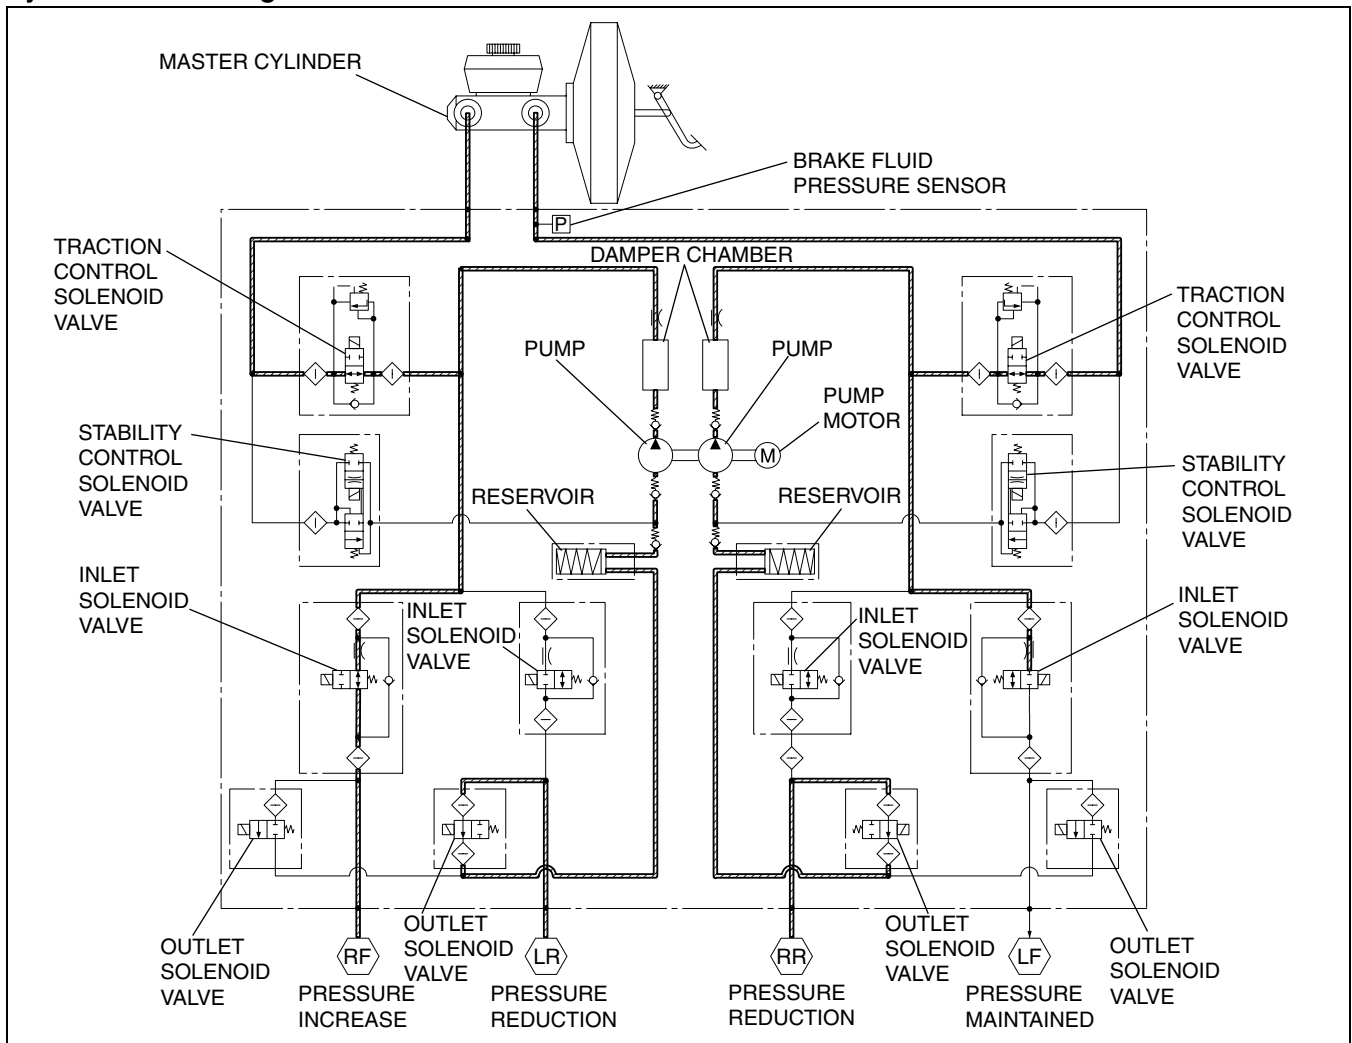 MASTER CYLINDER
BRAKE FLUID
PRESSURE SENSOR
P
TRACTION
CONTROL
SOLENOID
VALVE
DAMPER CHAMBER
TRACTION
CONTROL
SOLENOID
VALVE
PUMP
PUMP
PUMP
MOTOR
M
STABILITY
CONTROL
SOLENOID
VALVE
STABILITY
CONTROL
SOLENOID
VALVE
RESERVOIR
RESERVOIR
INLET
SOLENOID
VALVE
INLET
SOLENOID
VALVE
INLET
SOLENOID
VALVE
INLET
SOLENOID
VALVE
OUTLET
SOLENOID
VALVE
OUTLET
SOLENOID
VALVE
OUTLET
SOLENOID
VALVE
OUTLET
SOLENOID
VALVE
RF
LR
RR
LF
PRESSURE
INCREASE
PRESSURE
REDUCTION
PRESSURE
REDUCTION
PRESSURE
MAINTAINED